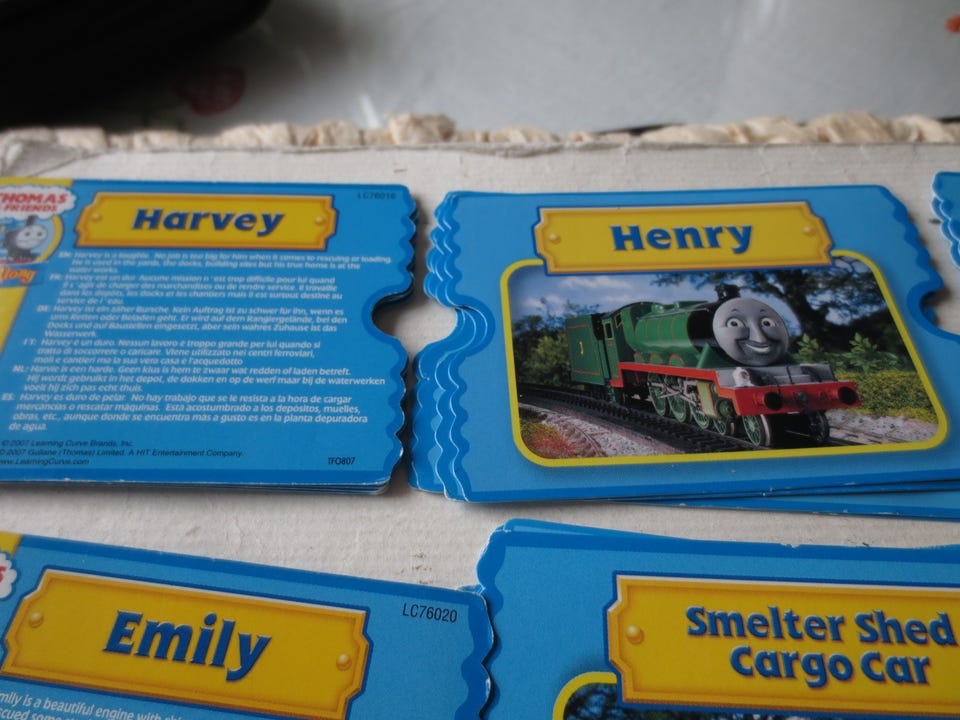 THOMAS
& FRIENDS
Along
Harvey
LC76016
EN: Harvey is a toughie. No job is too big for him when it comes to rescuing or loading.
He is used in the yards, the docks, building sites but his true home is at the
water works.
FR: Harvey est un dur. Aucune mission n'est trop difficile pour lui quand
il s'agit de charger des marchandises ou de rendre service. Il travaille
dans les dépots, les docks et les chantiers mais il est surtout destiné au
service de l'eau.
DE: Harvey ist ein zäher Bursche. Kein Auftrag ist zu schwer für ihn, wenn es
ums Retten oder Beladen geht. Er wird auf dem Rangiergelände, bei den
Docks und auf Baustellen eingesetzt, aber sein wahres Zuhause ist das
Wasserwerk.
IT: Harvey è un duro. Nessun lavoro è troppo grande per lui quando si
tratta di soccorrere o caricare. Viene utilizzato nei centri ferroviari,
moli e cantieri ma la sua vera casa è l'acquedotto
NL: Harvie is een harde. Geen klus is hem te zwaar wat redden of laden betreft.
Hij wordt gebruikt in het depot, de dokken en op de werf maar bij de waterwerken
voelt hij zich pas echt thuis.
ES: Harvey es duro de pelar. No hay trabajo que se le resista a la hora de cargar
mercancías o rescatar máquinas. Está acostumbrado a los depósitos, muelles,
obras, etc., aunque donde se encuentra más a gusto es en la planta depuradora
de agua.
© 2007 Learning Curve Brands, Inc.
© 2007 Gullane (Thomas) Limited. A HIT Entertainment Company.
www.LearningCurve.com
TF0807
Henry
3
Emily
LC76020
Emily is a beautiful engine with
Smelter Shed
Cargo Car